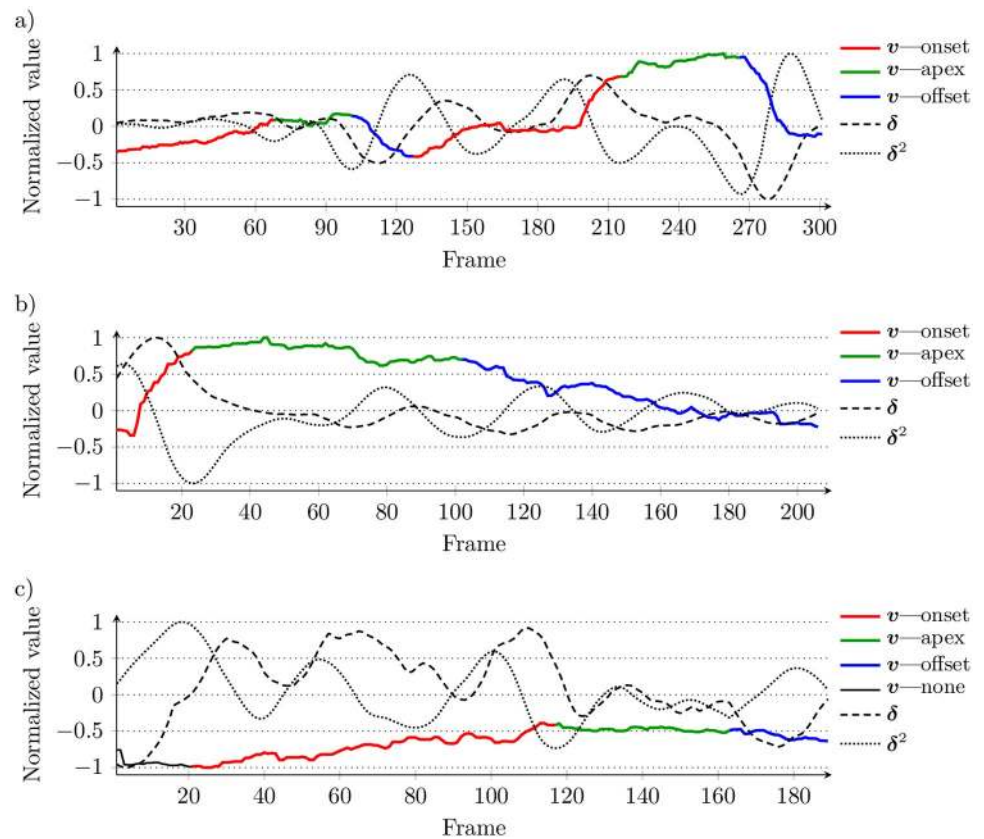 a)
Normalized value
1
0.5
0
−0.5
−1
30 60 90 120 150 180 210 240 270 300
Frame
v—onset
v—apex
v—offset
δ
δ²
b)
Normalized value
1
0.5
0
−0.5
−1
20 40 60 80 100 120 140 160 180 200
Frame
v—onset
v—apex
v—offset
δ
δ²
c)
Normalized value
1
0.5
0
−0.5
−1
20 40 60 80 100 120 140 160 180
Frame
v—onset
v—apex
v—offset
v—none
δ
δ²